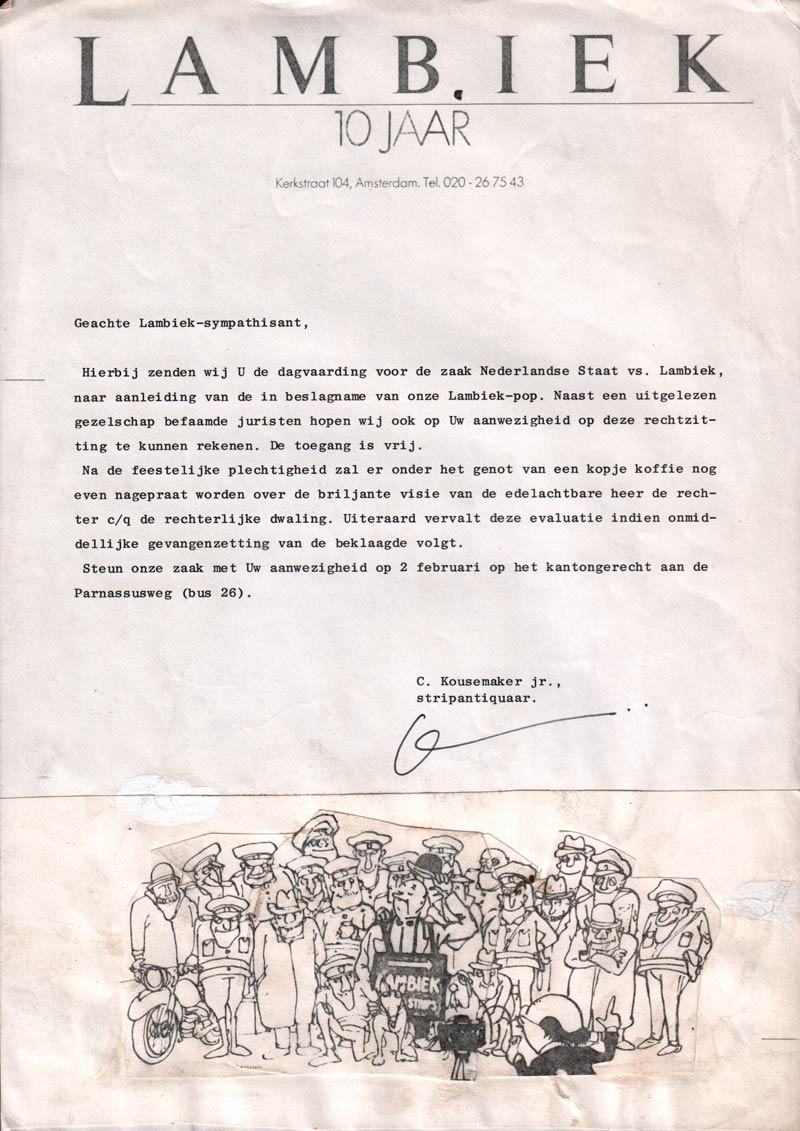 LAMBIEK
10 JAAR
Kerkstraat 104, Amsterdam. Tel. 020 - 26 75 43
Geachte Lambiek-sympathisant,
Hierbij zenden wij U de dagvaarding voor de zaak Nederlandse Staat vs. Lambiek,
naar aanleiding van de in beslagname van onze Lambiek-pop. Naast een uitgelezen
gezelschap befaamde juristen hopen wij ook op Uw aanwezigheid op deze rechtzit-
ting te kunnen rekenen. De toegang is vrij.
Na de feestelijke plechtigheid zal er onder het genot van een kopje koffie nog
even nagepraat worden over de briljante visie van de edelachtbare heer de rech-
ter c/q de rechterlijke dwaling. Uiteraard vervalt deze evaluatie indien onmid-
dellijke gevangenzetting van de beklaagde volgt.
Steun onze zaak met Uw aanwezigheid op 2 februari op het kantongerecht aan de
Parnassusweg (bus 26).
C. Kousemaker jr.,
stripantiquaar.
LAMBIEK
STRIPS